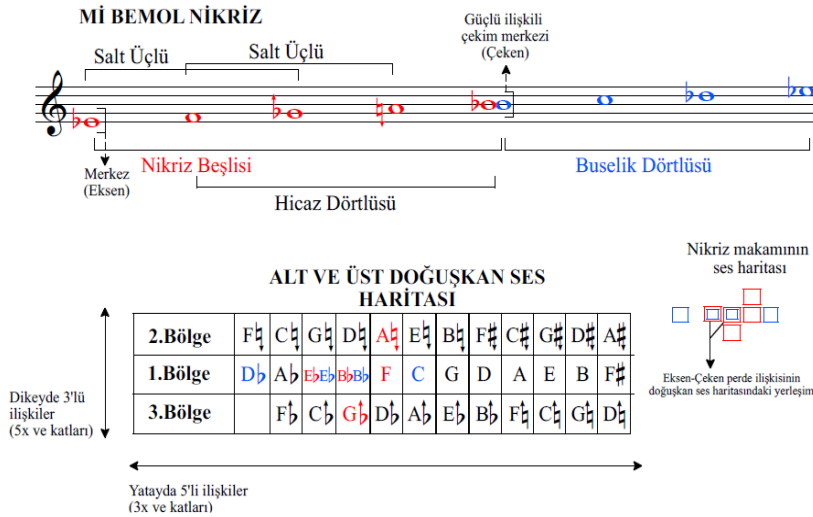 Mİ BEMOL NİKRİZ
Salt Üçlü
Salt Üçlü
Güçlü ilişkili
çekim merkezi
(Çeken)
Merkez
(Eksen)
Nikriz Beşlisi
Buselik Dörtlüsü
Hicaz Dörtlüsü
Nikriz makamının
ses haritası
ALT VE ÜST DOĞUŞKAN SES
HARİTASI
2.Bölge F♮ C♮ G♮ D♮ A♮ E♮ B♮ F♯ C♯ G♯ D♯ A♯
1.Bölge D♭ A♭ E♭E♭ B♭B♭ F C G D A E B F♯
3.Bölge F♭ C♭ G♭ D♭ A♭ E♭ B♭ F♮ C♮ G♮ D♮
Eksen-Çeken perde ilişkisinin
doğuşkan ses haritasındaki yerleşim
Dikeyde 3'lü
ilişkiler
(5x ve katları)
Yatayda 5'li ilişkiler
(3x ve katları)